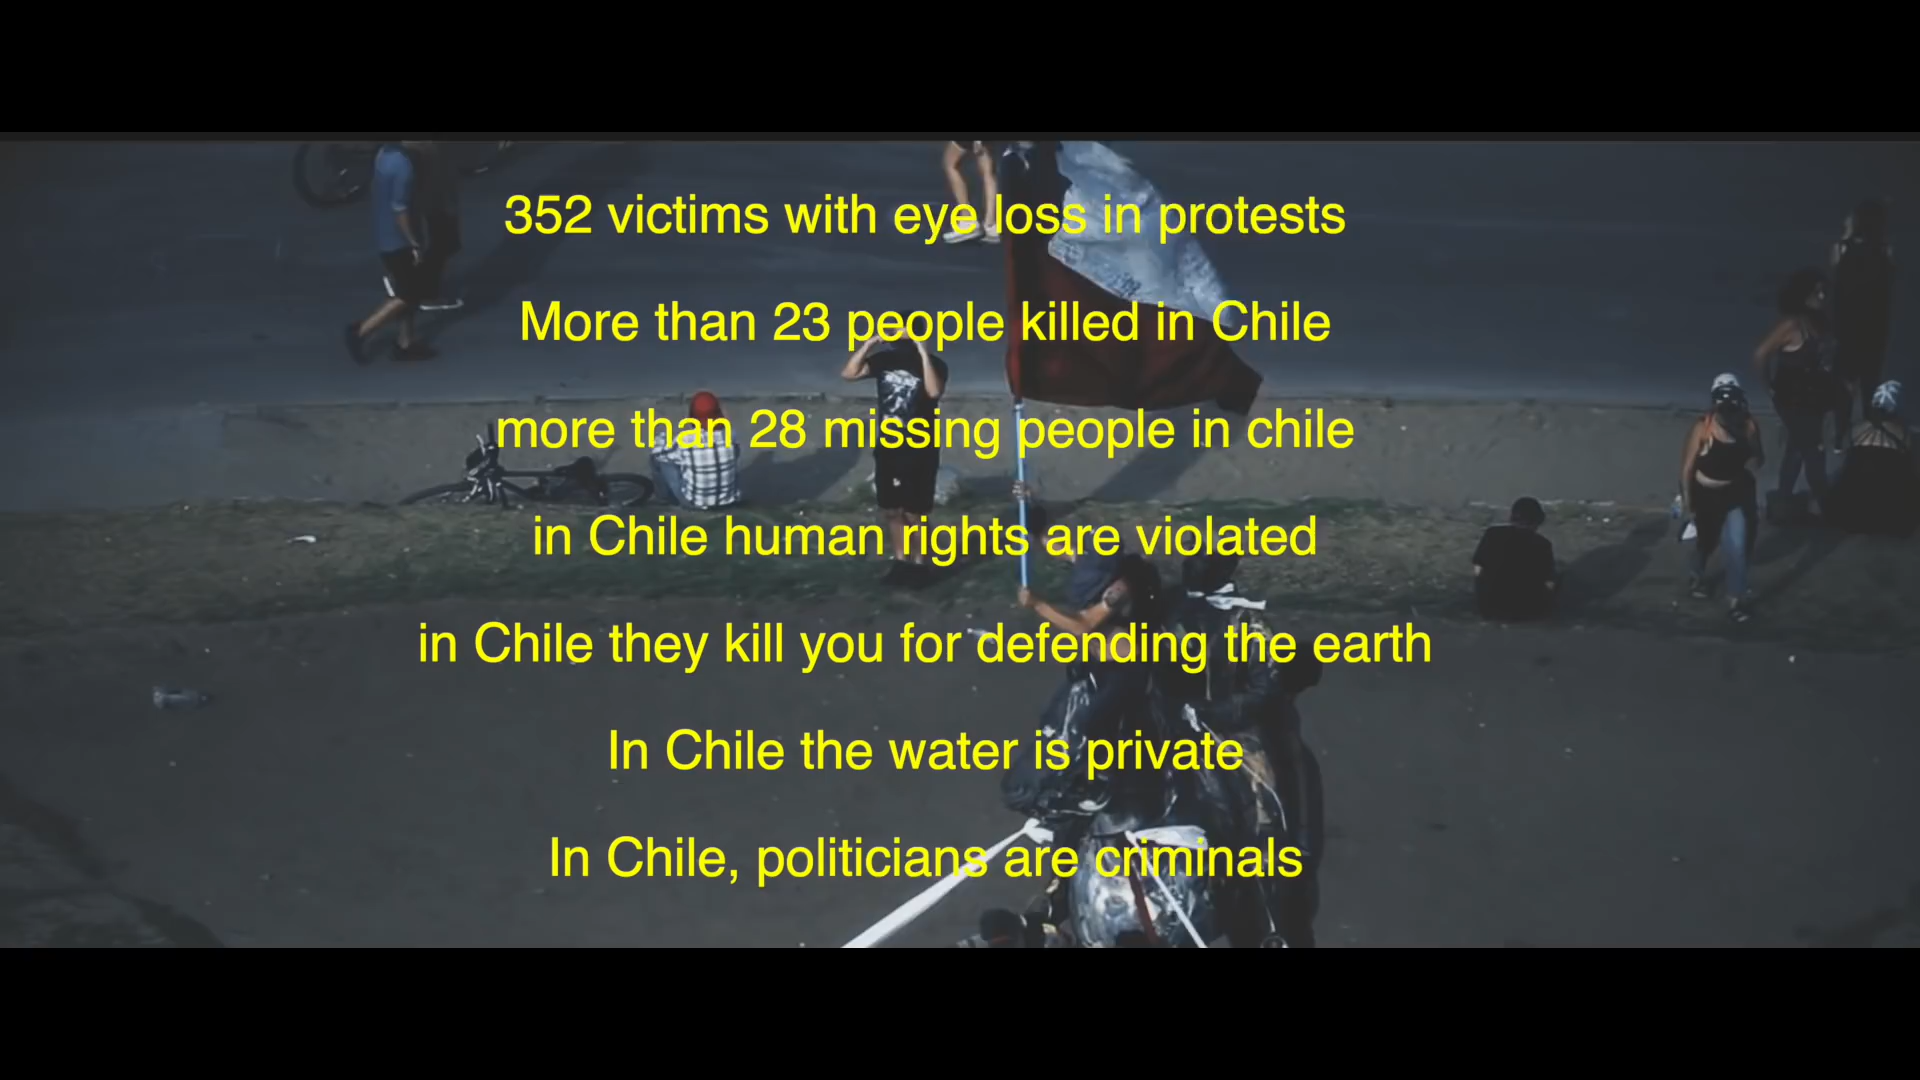 352 victims with eye loss in protests
More than 23 people killed in Chile
more than 28 missing people in chile
in Chile human rights are violated
in Chile they kill you for defending the earth
In Chile the water is private
In Chile, politicians are criminals